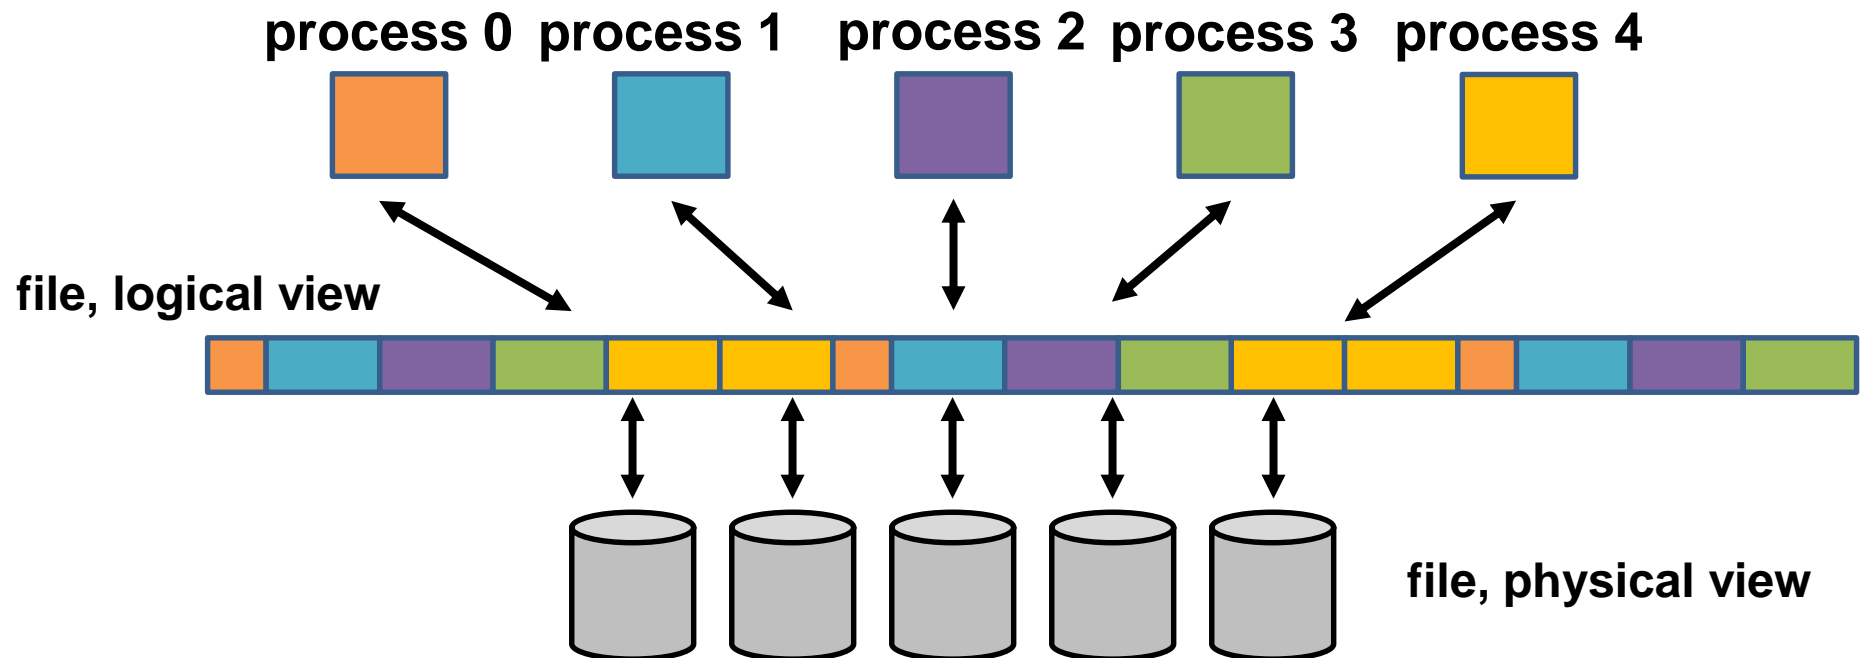 process 0 process 1 process 2 process 3 process 4
file, logical view
file, physical view